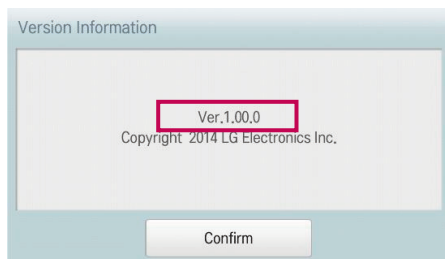 Version Information
Ver.1.00.0
Copyright 2014 LG Electronics Inc.
Confirm